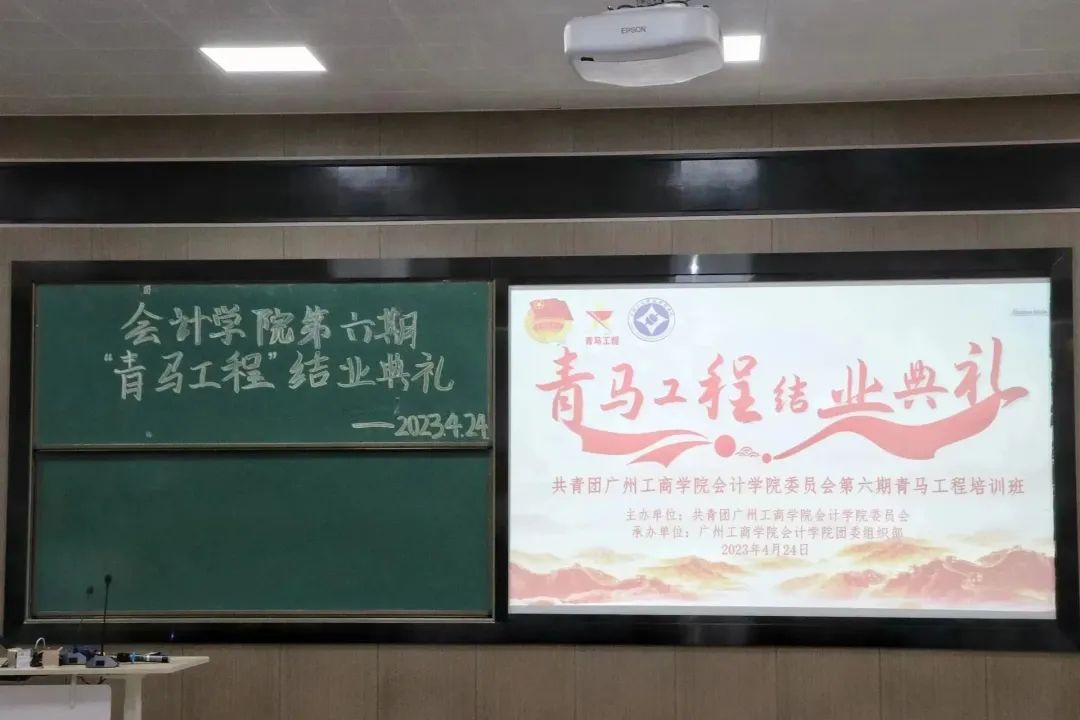 EPSON
会计学院第六期
“青马工程”结业典礼
——2023.4.24
青马工程
青马工程结业典礼
共青团广州工商学院会计学院委员会第六期青马工程培训班
主办单位：共青团广州工商学院会计学院委员会
承办单位：广州工商学院会计学院团委组织部
2023年4月24日